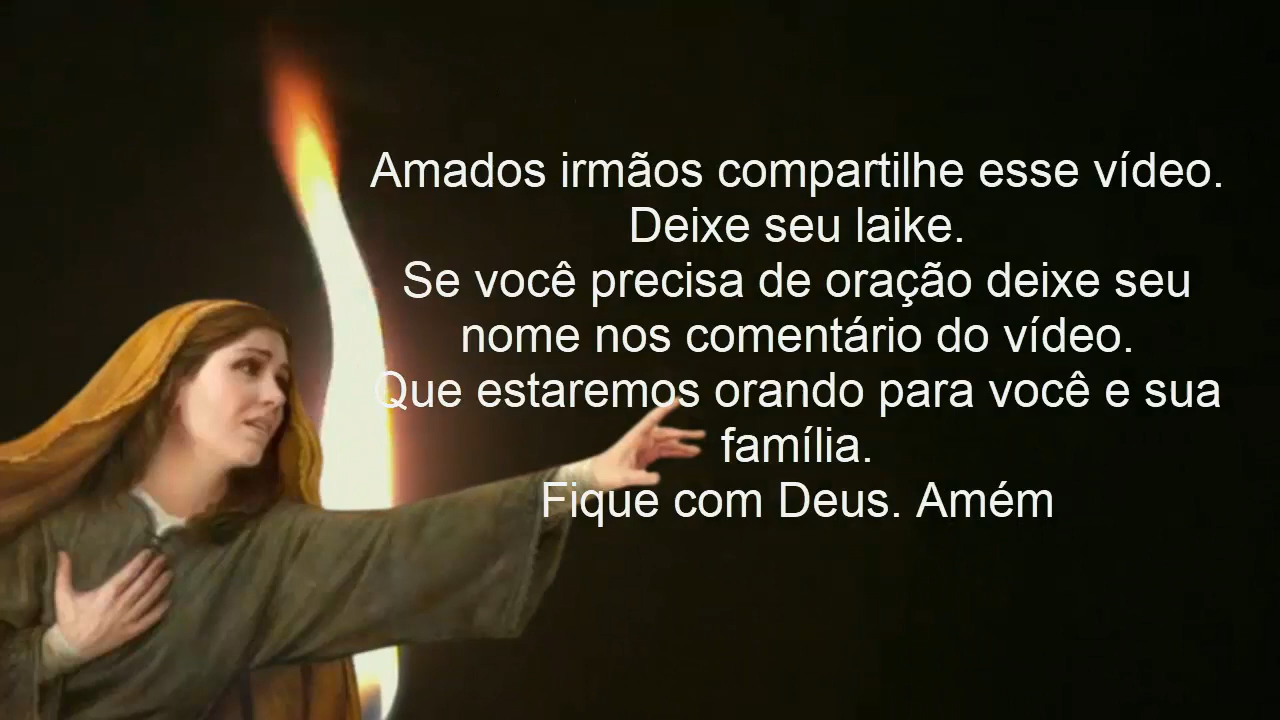 Amados irmãos compartilhe esse vídeo.
Deixe seu laike.
Se você precisa de oração deixe seu
nome nos comentário do vídeo.
Que estaremos orando para você e sua
família.
Fique com Deus. Amém